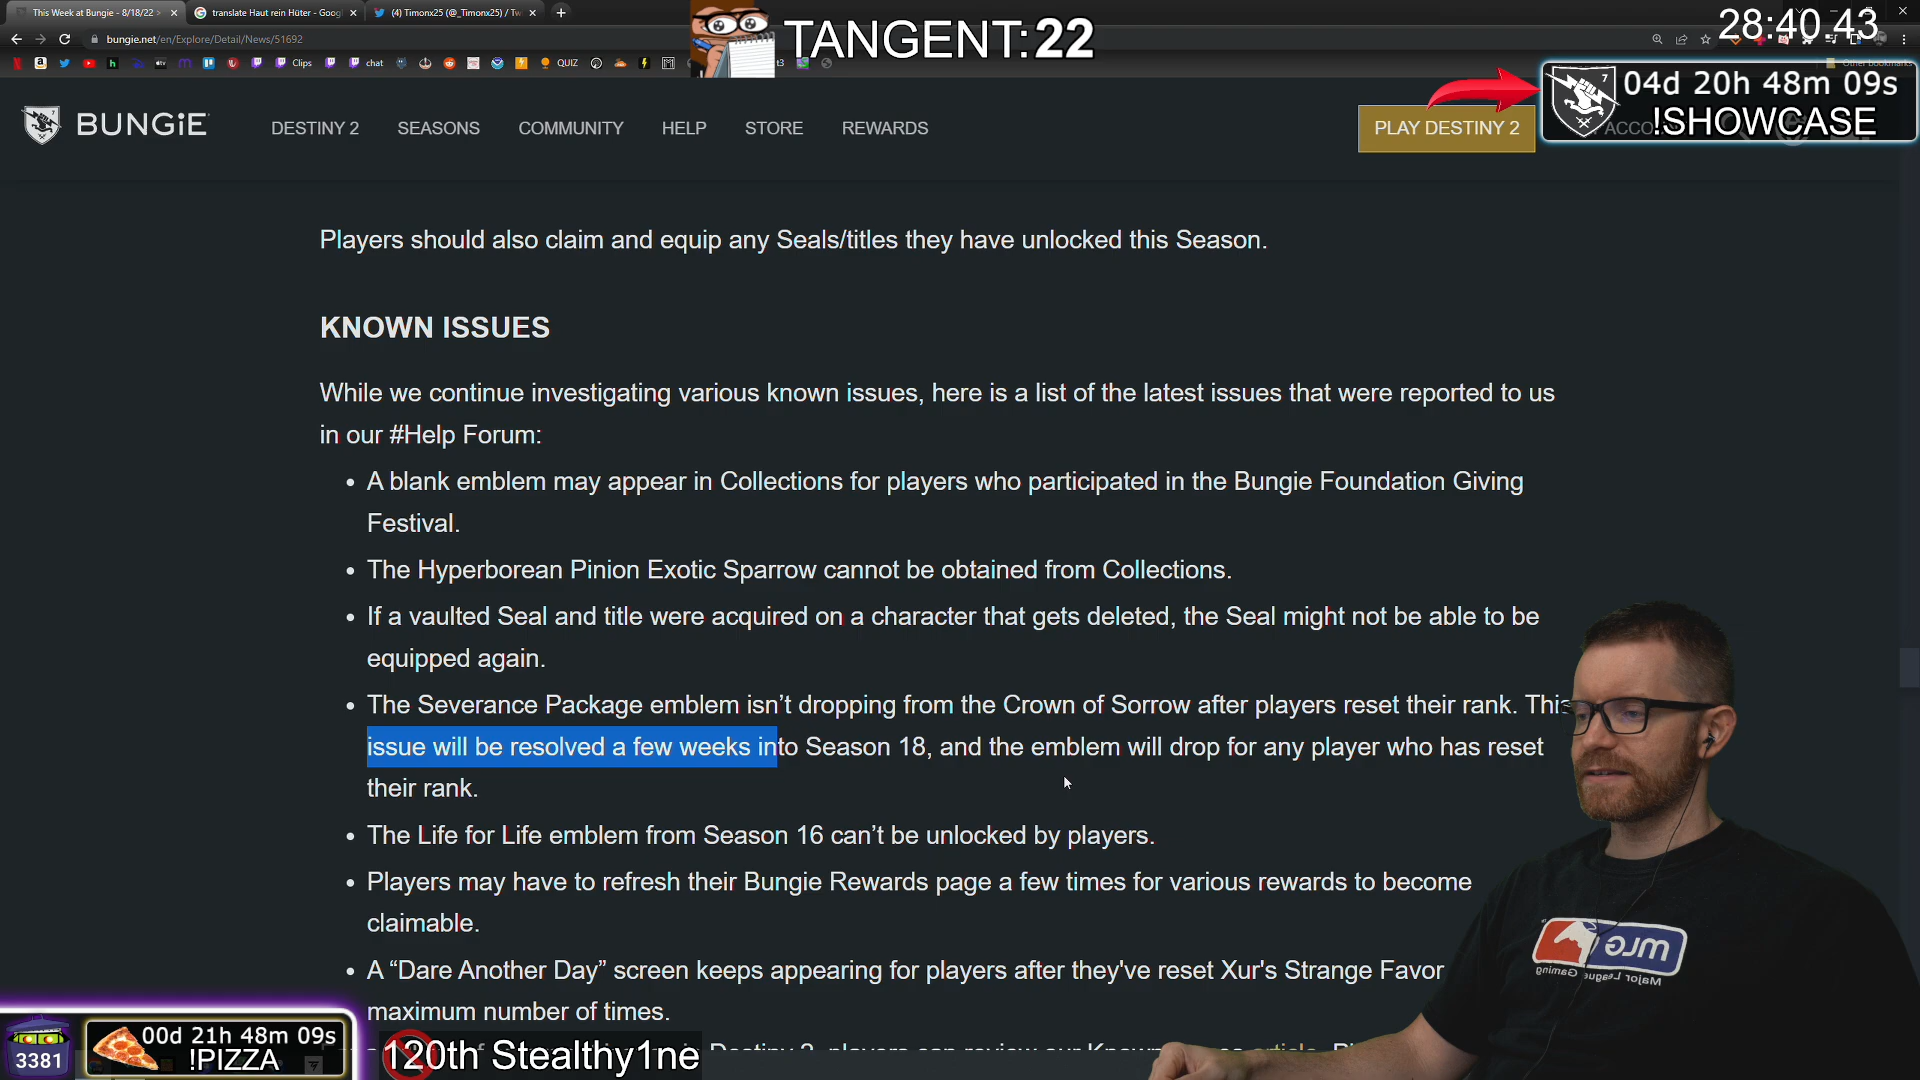 This Week at Bungie - 8/18/22 >
translate Haut rein Hüter - Goog
(4) Timonx25 (@_Timonx25) / Tw
TANGENT:22
28:40.43
bungie.net/en/Explore/Detail/News/51692
Clips
chat
QUIZ
Other bookmarks
BUNGiE
DESTINY 2
SEASONS
COMMUNITY
HELP
STORE
REWARDS
PLAY DESTINY 2
04d 20h 48m 09s
!SHOWCASE
Players should also claim and equip any Seals/titles they have unlocked this Season.
KNOWN ISSUES
While we continue investigating various known issues, here is a list of the latest issues that were reported to us
in our #Help Forum:
• A blank emblem may appear in Collections for players who participated in the Bungie Foundation Giving
Festival.
• The Hyperborean Pinion Exotic Sparrow cannot be obtained from Collections.
• If a vaulted Seal and title were acquired on a character that gets deleted, the Seal might not be able to be
equipped again.
• The Severance Package emblem isn’t dropping from the Crown of Sorrow after players reset their rank. This
issue will be resolved a few weeks into Season 18, and the emblem will drop for any player who has reset
their rank.
• The Life for Life emblem from Season 16 can’t be unlocked by players.
• Players may have to refresh their Bungie Rewards page a few times for various rewards to become
claimable.
• A “Dare Another Day” screen keeps appearing for players after they've reset Xur's Strange Favor
maximum number of times.
MLG
Major League Gaming
3381
00d 21h 48m 09s
!PIZZA
120th Stealthy1ne